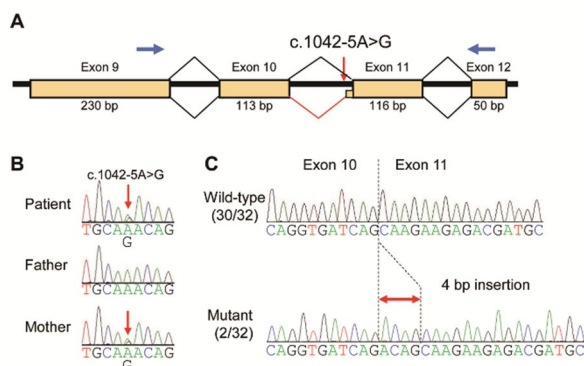 A
c.1042-5A>G
Exon 9 Exon 10 Exon 11 Exon 12
230 bp 113 bp 116 bp 50 bp
B
c.1042-5A>G
Patient
TGCAAACAG
G
Father
TGCAAACAG
Mother
TGCAAACAG
G
C
Exon 10 Exon 11
Wild-type
(30/32)
CAGGTGATCAGCAAGAAGAGACGATGC
4 bp insertion
Mutant
(2/32)
CAGGTGATCAGACAGCAAGAAGAGACGATGC